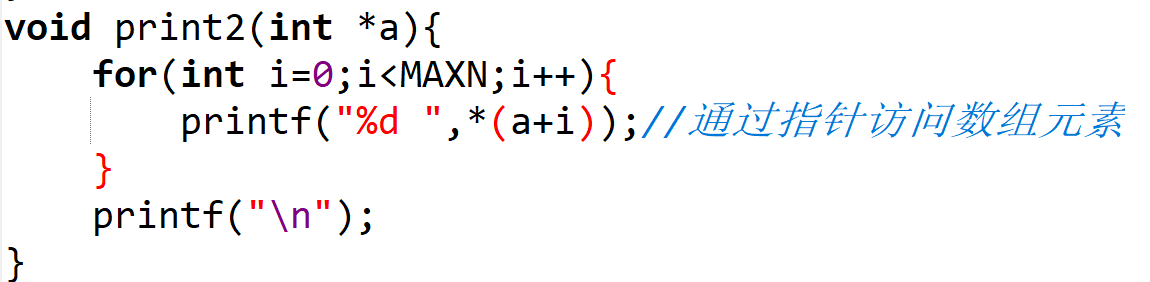 void print2(int *a){
    for(int i=0;i<MAXN;i++){
        printf("%d ",*(a+i));//通过指针访问数组元素
    }
    printf("\n");
}